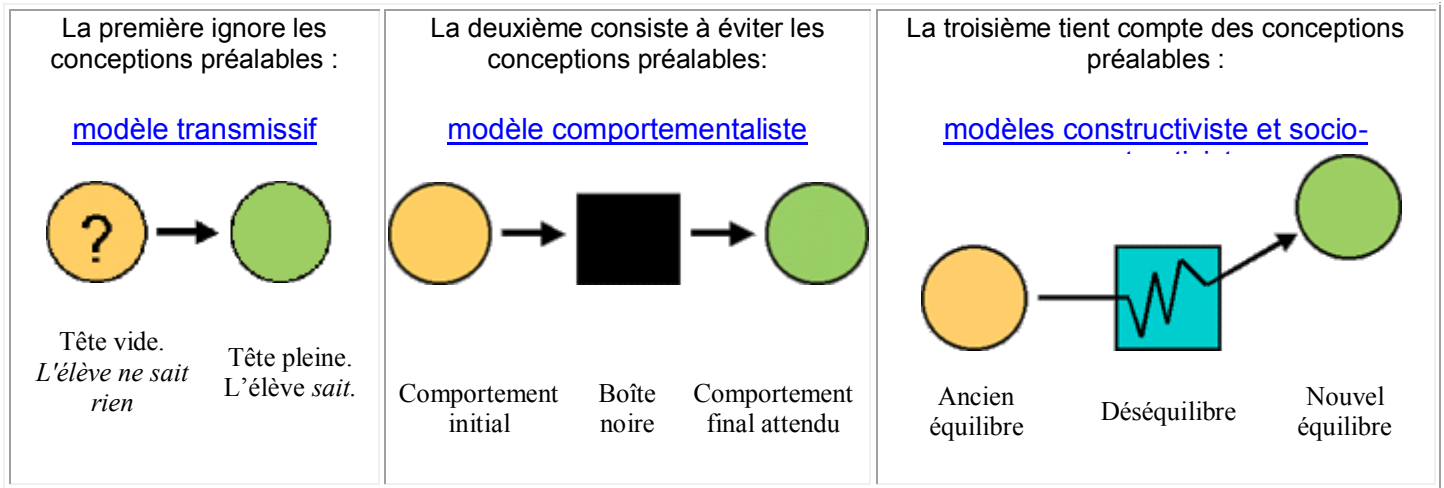 La première ignore les
conceptions préalables :
modèle transmissif
?
Tête vide.
L'élève ne sait
rien
Tête pleine.
L’élève sait.
La deuxième consiste à éviter les
conceptions préalables:
modèle comportementaliste
Comportement
initial
Boîte
noire
Comportement
final attendu
La troisième tient compte des conceptions
préalables :
modèles constructiviste et socio-
Ancien
équilibre
Déséquilibre
Nouvel
équilibre